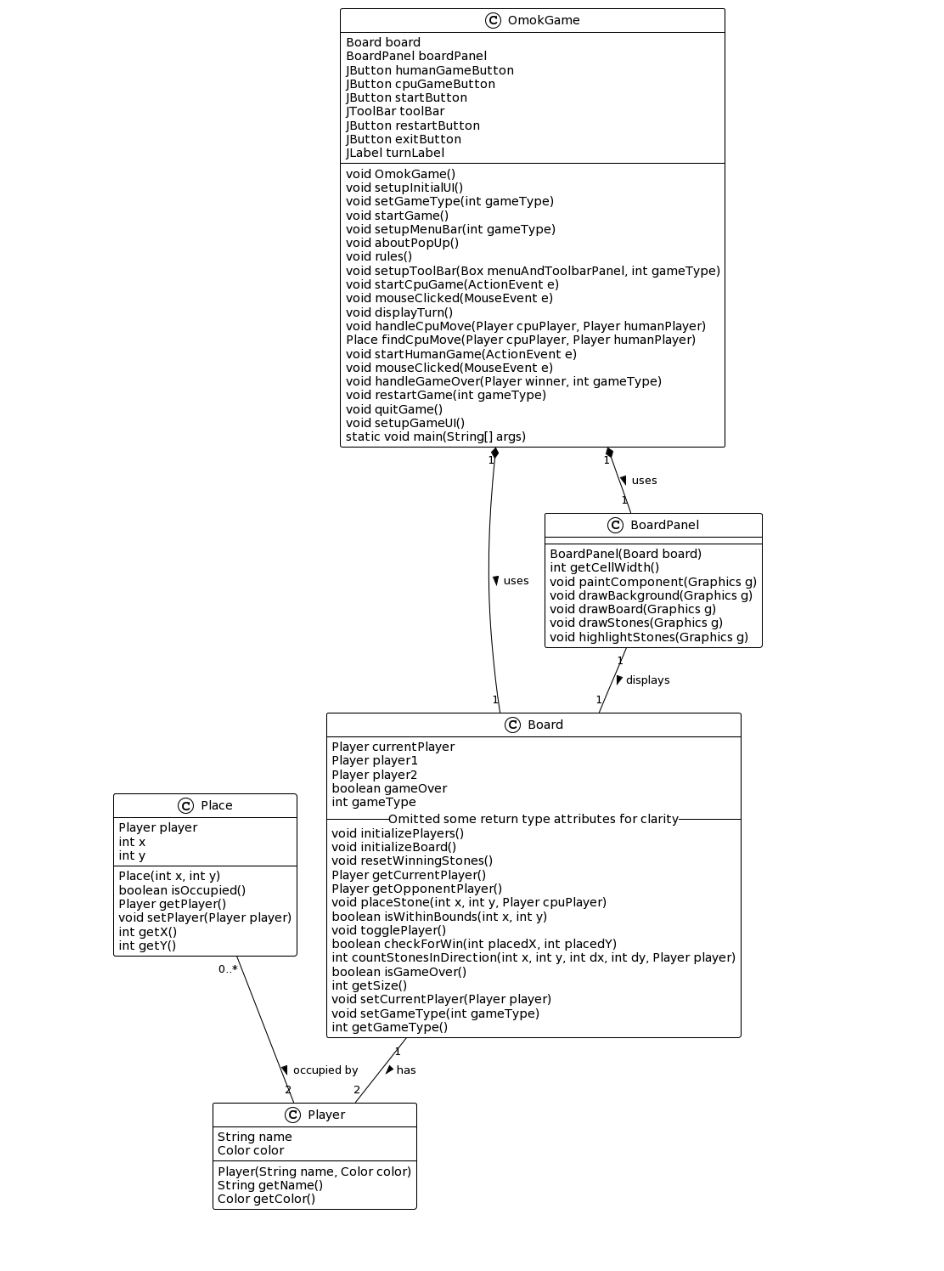 C OmokGame
Board board
BoardPanel boardPanel
JButton humanGameButton
JButton cpuGameButton
JButton startButton
JToolBar toolBar
JButton restartButton
JButton exitButton
JLabel turnLabel
void OmokGame()
void setupInitialUI()
void setGameType(int gameType)
void startGame()
void setupMenuBar(int gameType)
void aboutPopUp()
void rules()
void setupToolBar(Box menuAndToolbarPanel, int gameType)
void startCpuGame(ActionEvent e)
void mouseClicked(MouseEvent e)
void displayTurn()
void handleCpuMove(Player cpuPlayer, Player humanPlayer)
Place findCpuMove(Player cpuPlayer, Player humanPlayer)
void startHumanGame(ActionEvent e)
void mouseClicked(MouseEvent e)
void handleGameOver(Player winner, int gameType)
void restartGame(int gameType)
void quitGame()
void setupGameUI()
static void main(String[] args)
1
1
uses
1
C BoardPanel
BoardPanel(Board board)
int getCellWidth()
void paintComponent(Graphics g)
void drawBackground(Graphics g)
void drawBoard(Graphics g)
void drawStones(Graphics g)
void highlightStones(Graphics g)
uses
1
displays
1
1
C Board
Player currentPlayer
Player player1
Player player2
boolean gameOver
int gameType
Omitted some return type attributes for clarity
void initializePlayers()
void initializeBoard()
void resetWinningStones()
Player getCurrentPlayer()
Player getOpponentPlayer()
void placeStone(int x, int y, Player cpuPlayer)
boolean isWithinBounds(int x, int y)
void togglePlayer()
boolean checkForWin(int placedX, int placedY)
int countStonesInDirection(int x, int y, int dx, int dy, Player player)
boolean isGameOver()
int getSize()
void setCurrentPlayer(Player player)
void setGameType(int gameType)
int getGameType()
C Place
Player player
int x
int y
Place(int x, int y)
boolean isOccupied()
Player getPlayer()
void setPlayer(Player player)
int getX()
int getY()
0..*
occupied by
2
1
has
2
C Player
String name
Color color
Player(String name, Color color)
String getName()
Color getColor()